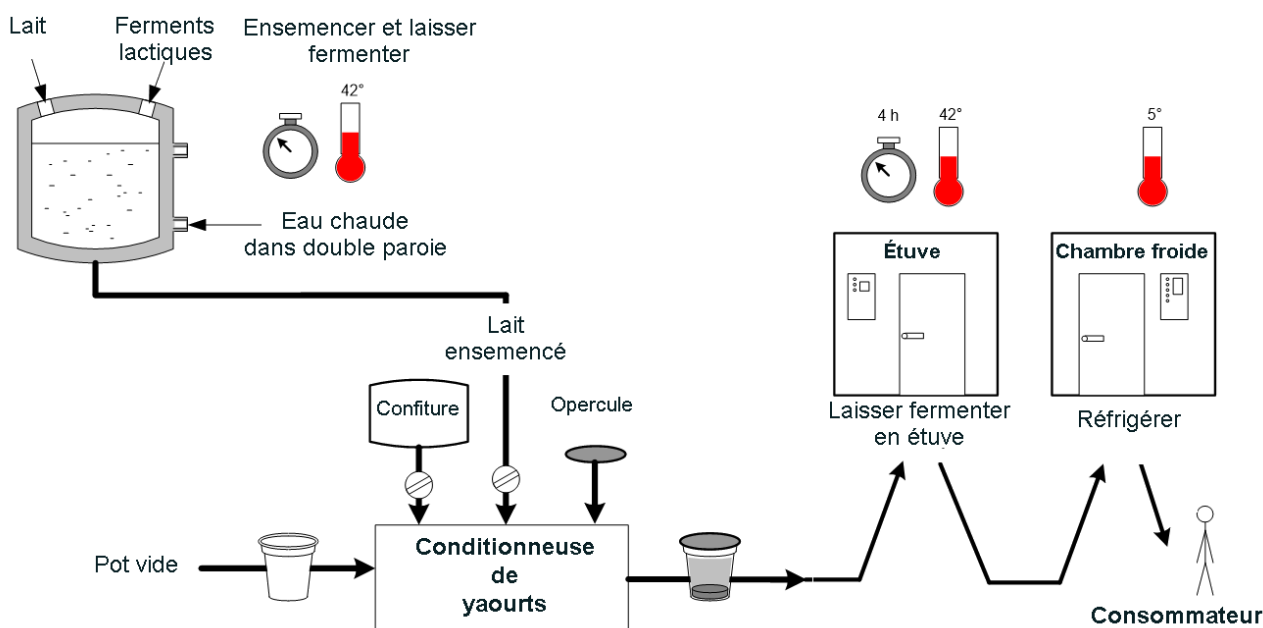 Lait
Ferments
lactiques
Ensemencer et laisser
fermenter
42°
Eau chaude
dans double paroie
4 h
42°
5°
Étuve
Chambre froide
Laisser fermenter
en étuve
Réfrigérer
Lait
ensemencé
Confiture
Opercule
Pot vide
Conditionneuse
de
yaourts
Consommateur